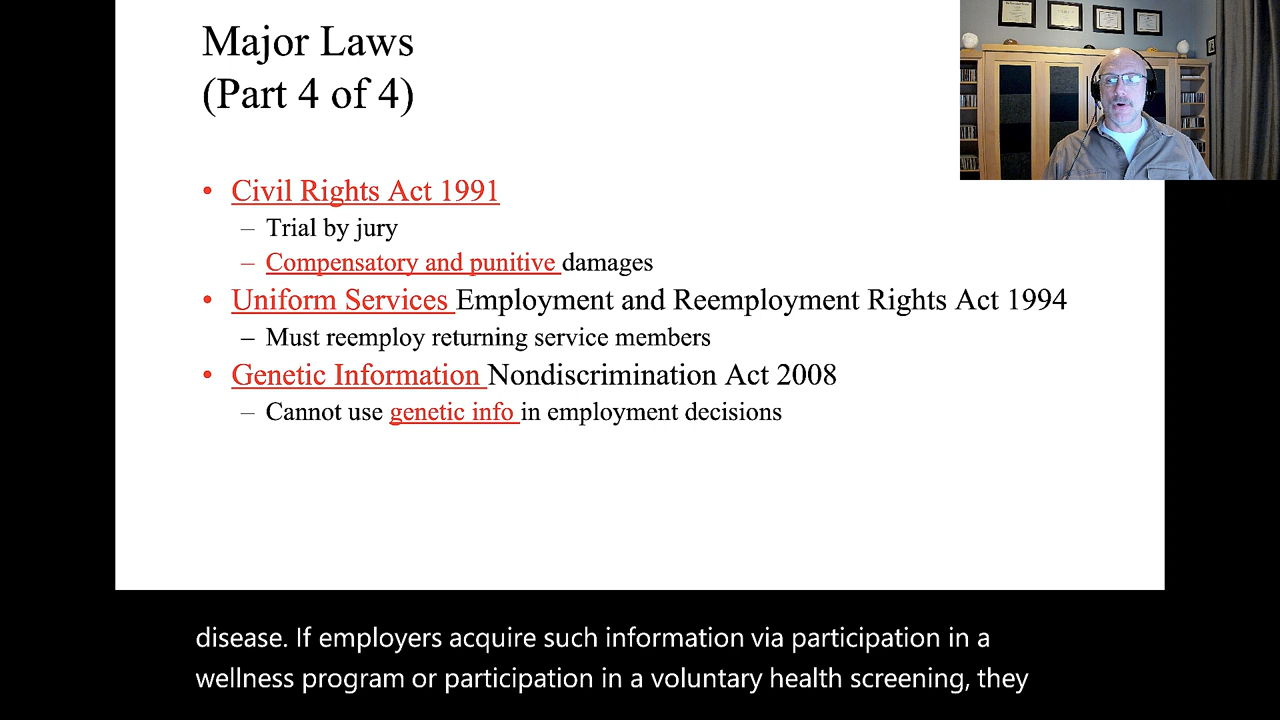 Major Laws
(Part 4 of 4)
• Civil Rights Act 1991
– Trial by jury
– Compensatory and punitive damages
• Uniform Services Employment and Reemployment Rights Act 1994
– Must reemploy returning service members
• Genetic Information Nondiscrimination Act 2008
– Cannot use genetic info in employment decisions
disease. If employers acquire such information via participation in a
wellness program or participation in a voluntary health screening, they